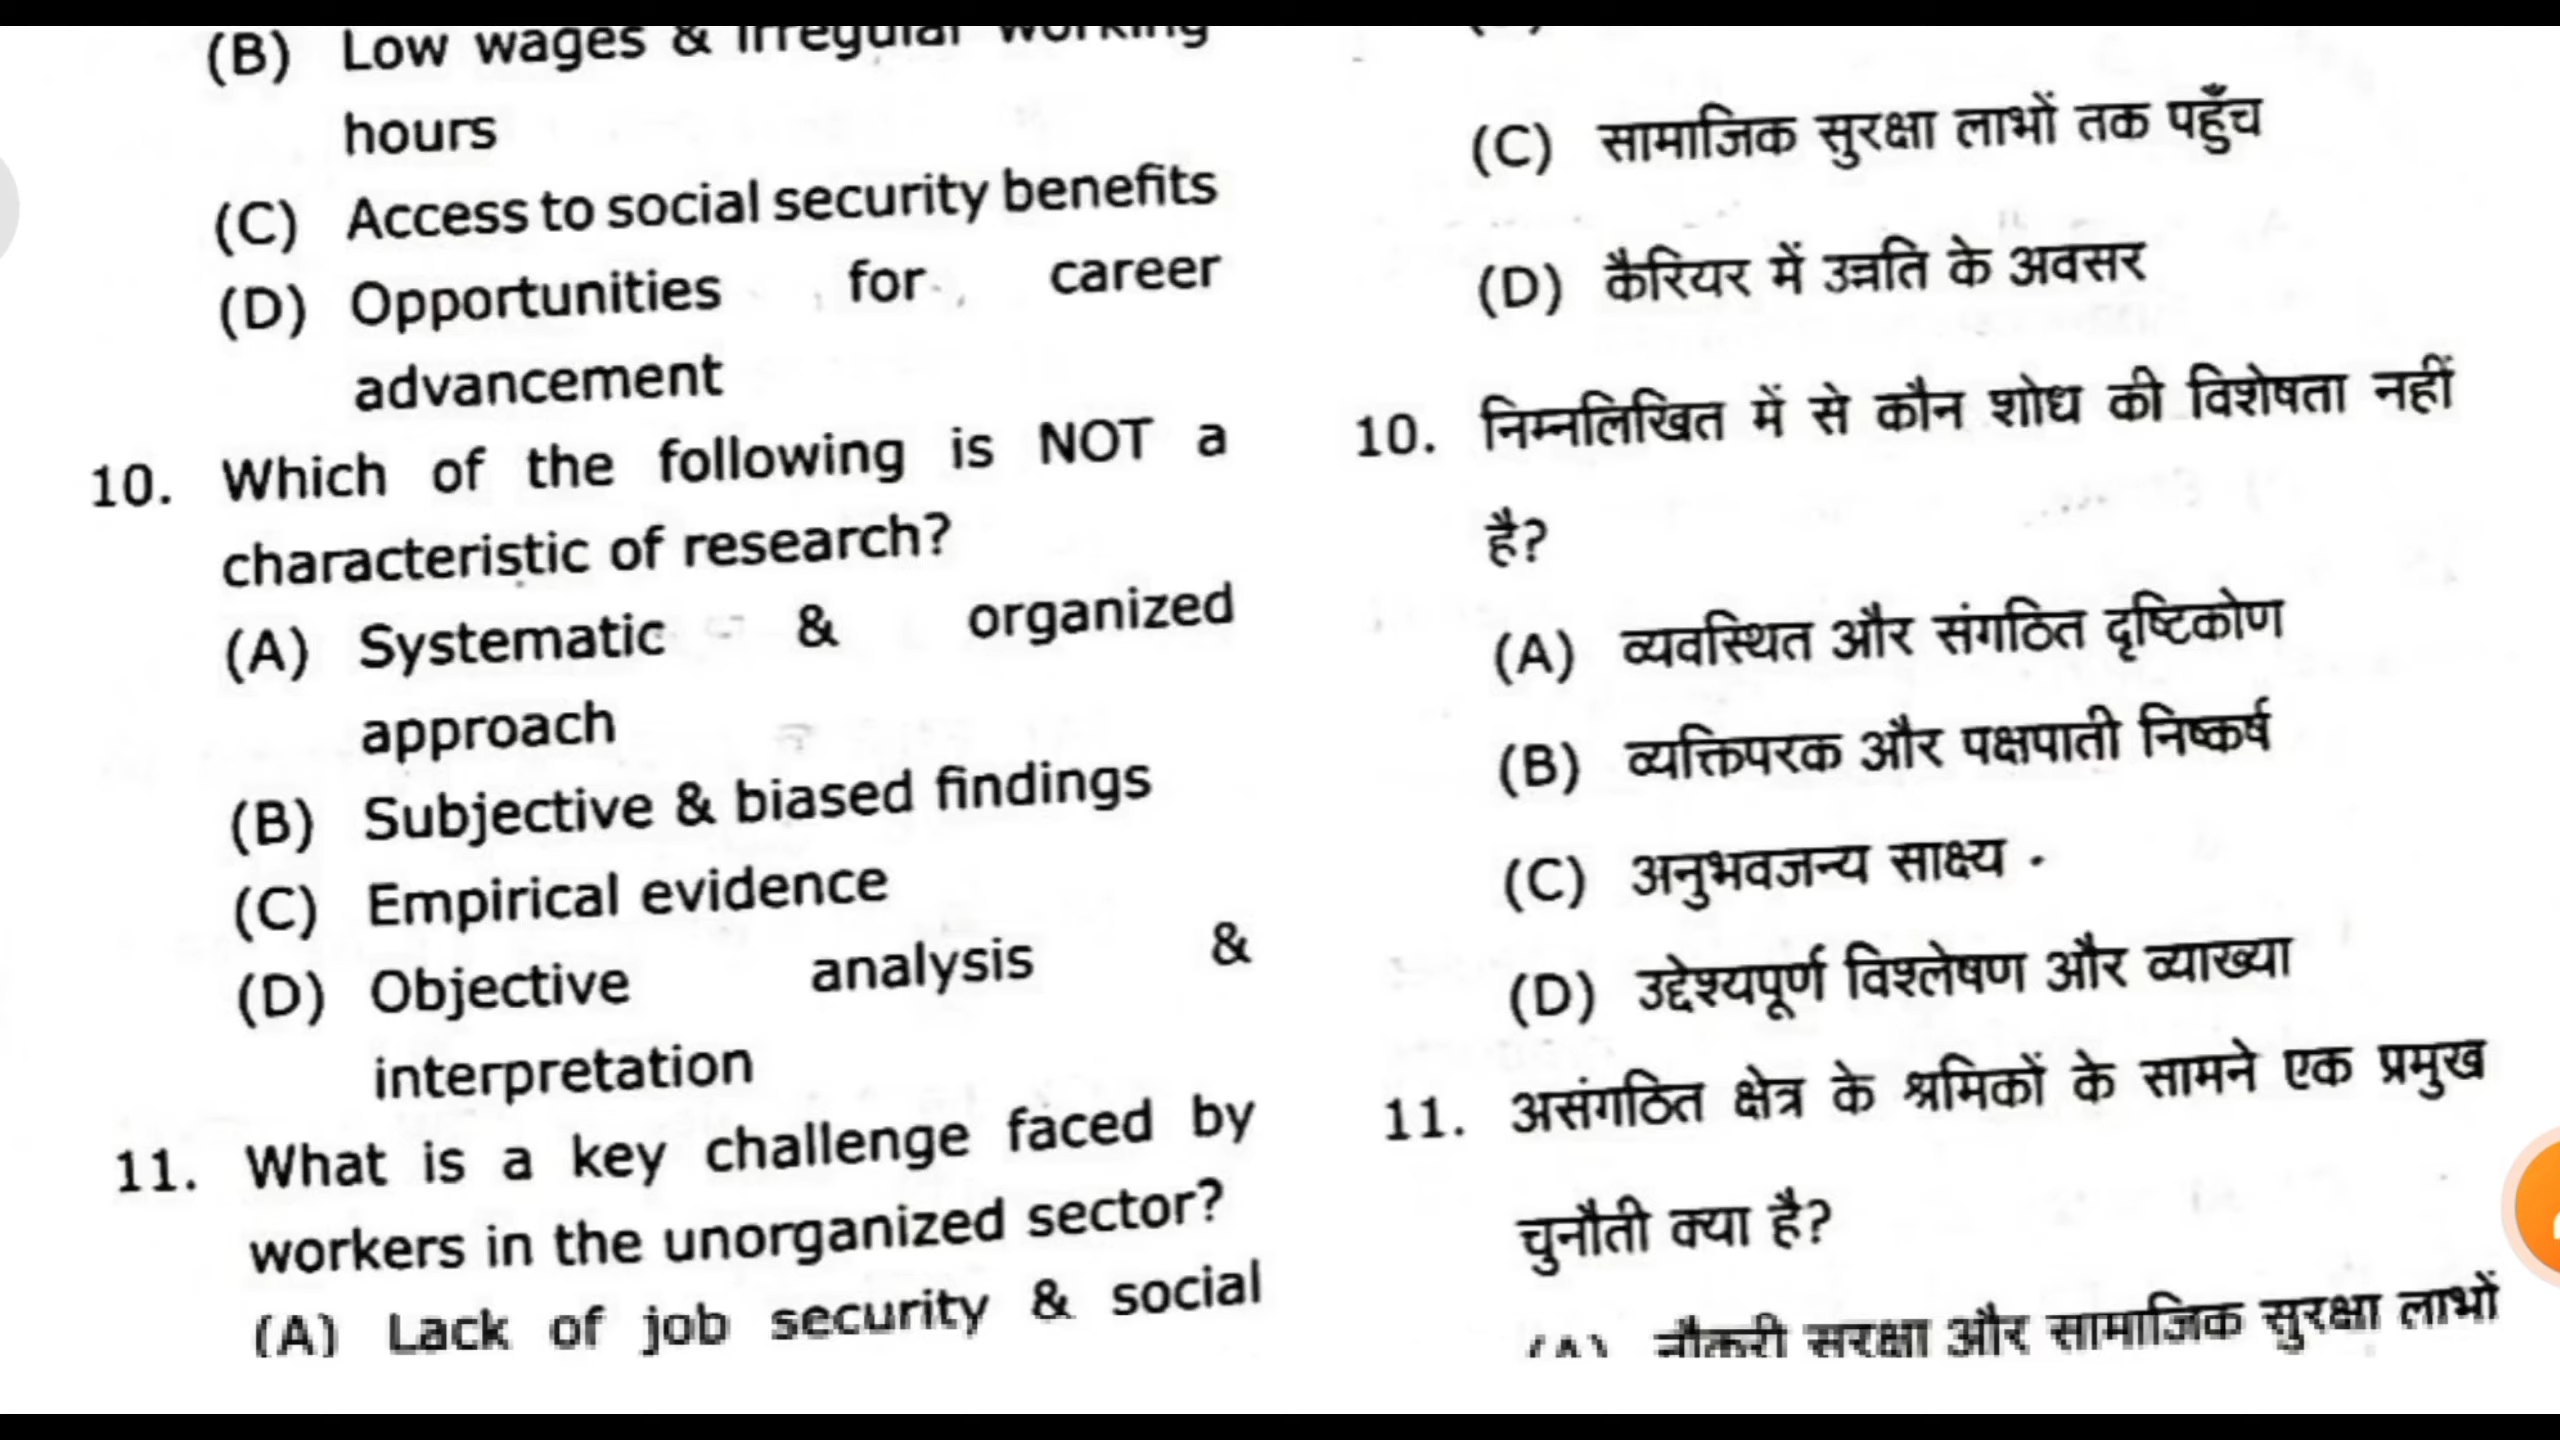 (B) Low wages & irregular working
hours
(C) Access to social security benefits
(D) Opportunities for career
advancement
10. Which of the following is NOT a
characteristic of research?
(A) Systematic & organized
approach
(B) Subjective & biased findings
(C) Empirical evidence
(D) Objective analysis &
interpretation
11. What is a key challenge faced by
workers in the unorganized sector?
(A) Lack of job security & social
(C) सामाजिक सुरक्षा लाभों तक पहुँच
(D) कैरियर में उन्नति के अवसर
10. निम्नलिखित में से कौन शोध की विशेषता नहीं
है?
(A) व्यवस्थित और संगठित दृष्टिकोण
(B) व्यक्तिपरक और पक्षपाती निष्कर्ष
(C) अनुभवजन्य साक्ष्य
(D) उद्देश्यपूर्ण विश्लेषण और व्याख्या
11. असंगठित क्षेत्र के श्रमिकों के सामने एक प्रमुख
चुनौती क्या है?
(A) नौकरी सुरक्षा और सामाजिक सुरक्षा लाभों